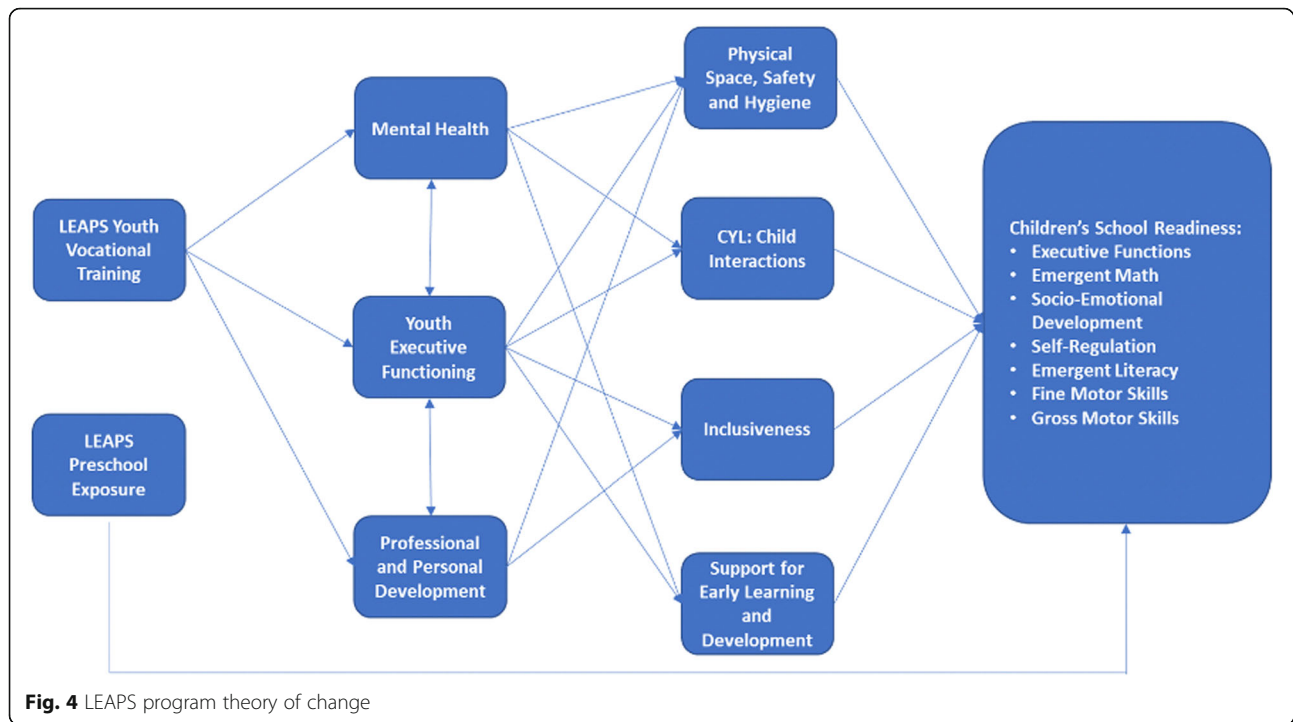 LEAPS Youth
Vocational
Training
LEAPS
Preschool
Exposure
Mental Health
Youth
Executive
Functioning
Professional
and Personal
Development
Physical
Space, Safety
and Hygiene
CYL: Child
Interactions
Inclusiveness
Support for
Early Learning
and
Development
Children's School Readiness:
• Executive Functions
• Emergent Math
• Socio-Emotional
Development
• Self-Regulation
• Emergent Literacy
• Fine Motor Skills
• Gross Motor Skills
Fig. 4 LEAPS program theory of change